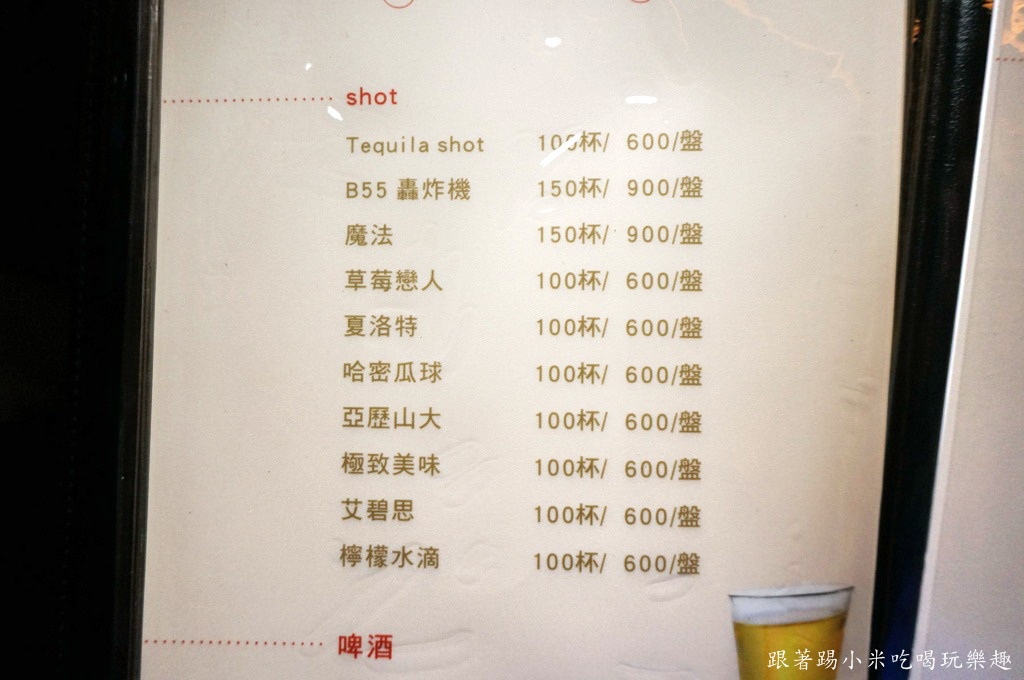 shot
Tequila shot 100杯/ 600/盤
B55 轟炸機 150杯/ 900/盤
魔法 150杯/ 900/盤
草莓戀人 100杯/ 600/盤
夏洛特 100杯/ 600/盤
哈密瓜球 100杯/ 600/盤
亞歷山大 100杯/ 600/盤
極致美味 100杯/ 600/盤
艾碧思 100杯/ 600/盤
檸檬水滴 100杯/ 600/盤
啤酒
跟著踢小米吃喝玩樂趣